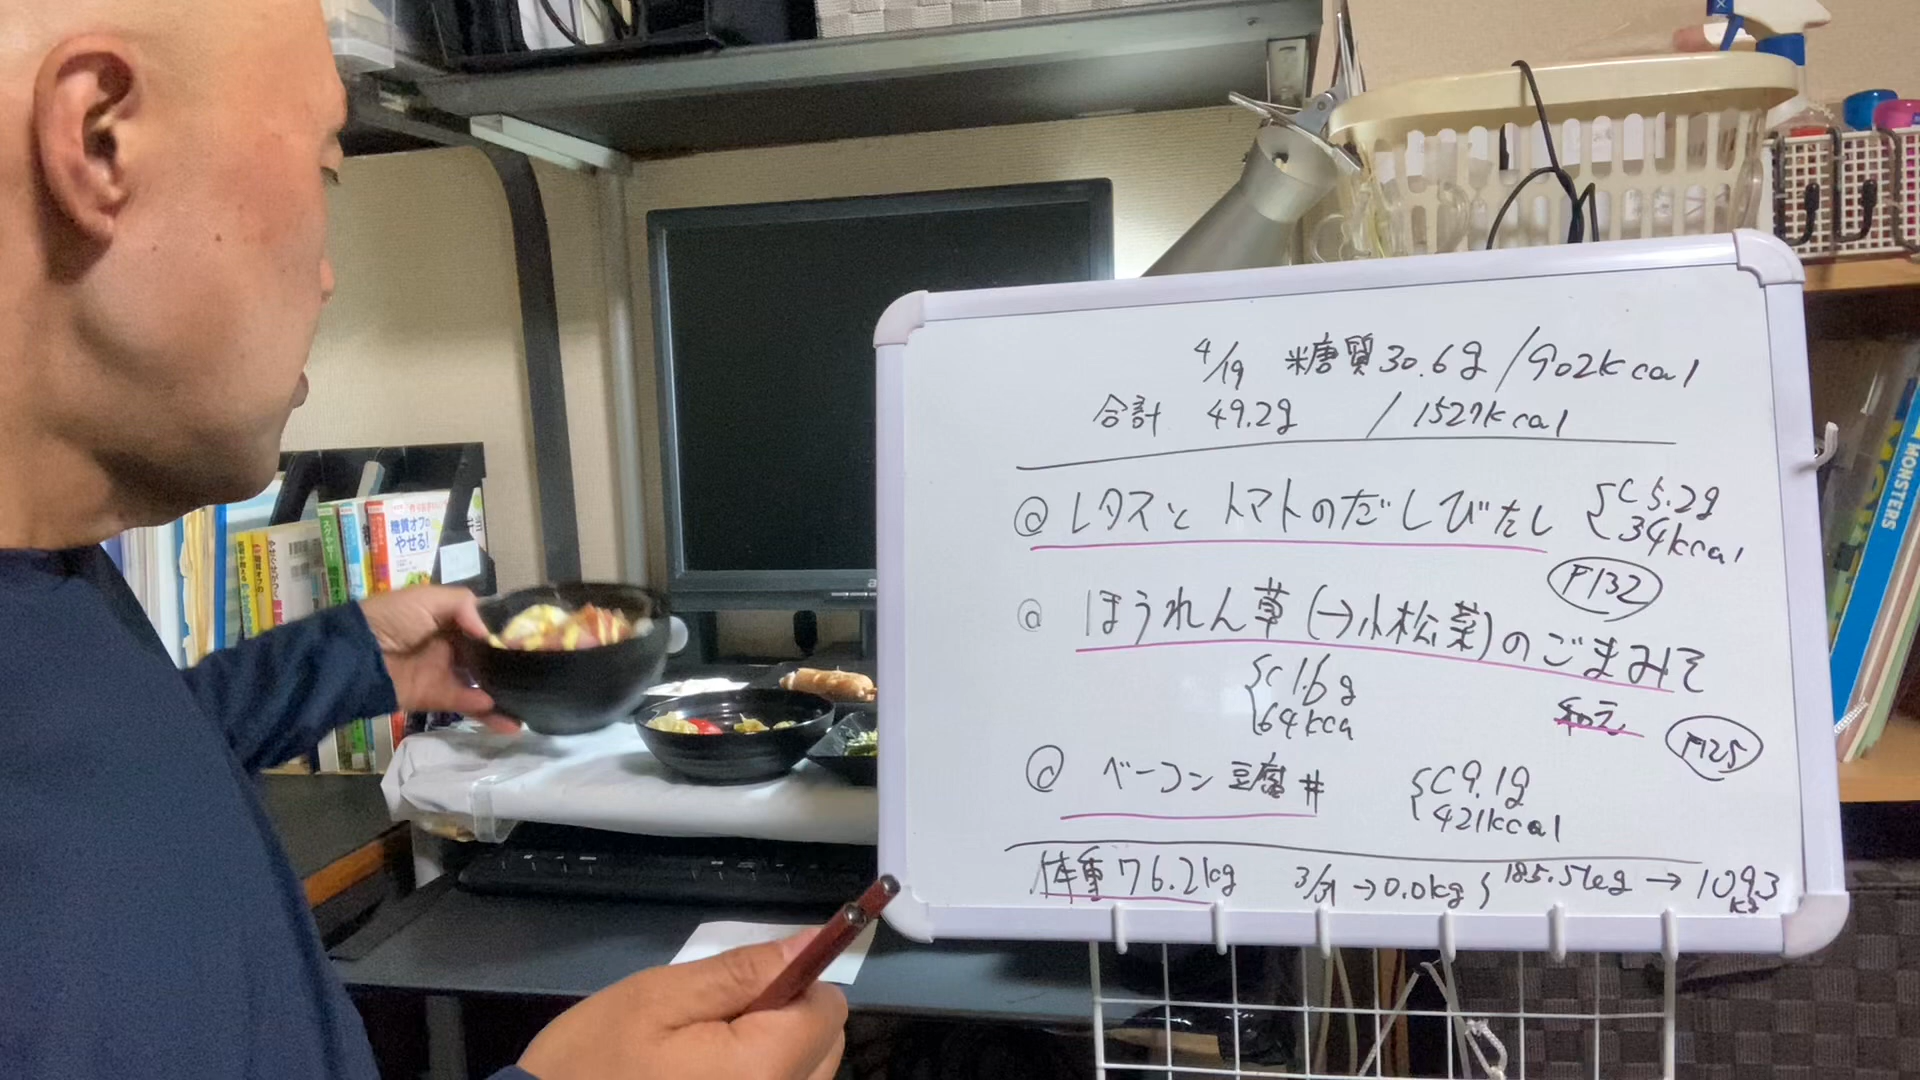 4/19 糖質30.6g/902kcal
合計 49.2g / 1527kcal
@ レタスと トマトのだしびたし {C5.2g
34kcal
P132
@ ほうれん草(→小松菜)のごまみそ
{C1.6g
64kca
和え
P125
@ ベーコン豆腐丼 {C9.1g
421kcal
体重76.2kg 3/31→0.0kg 185.5kg→109.3
kg
糖質オフの
やせる!
MONSTERS